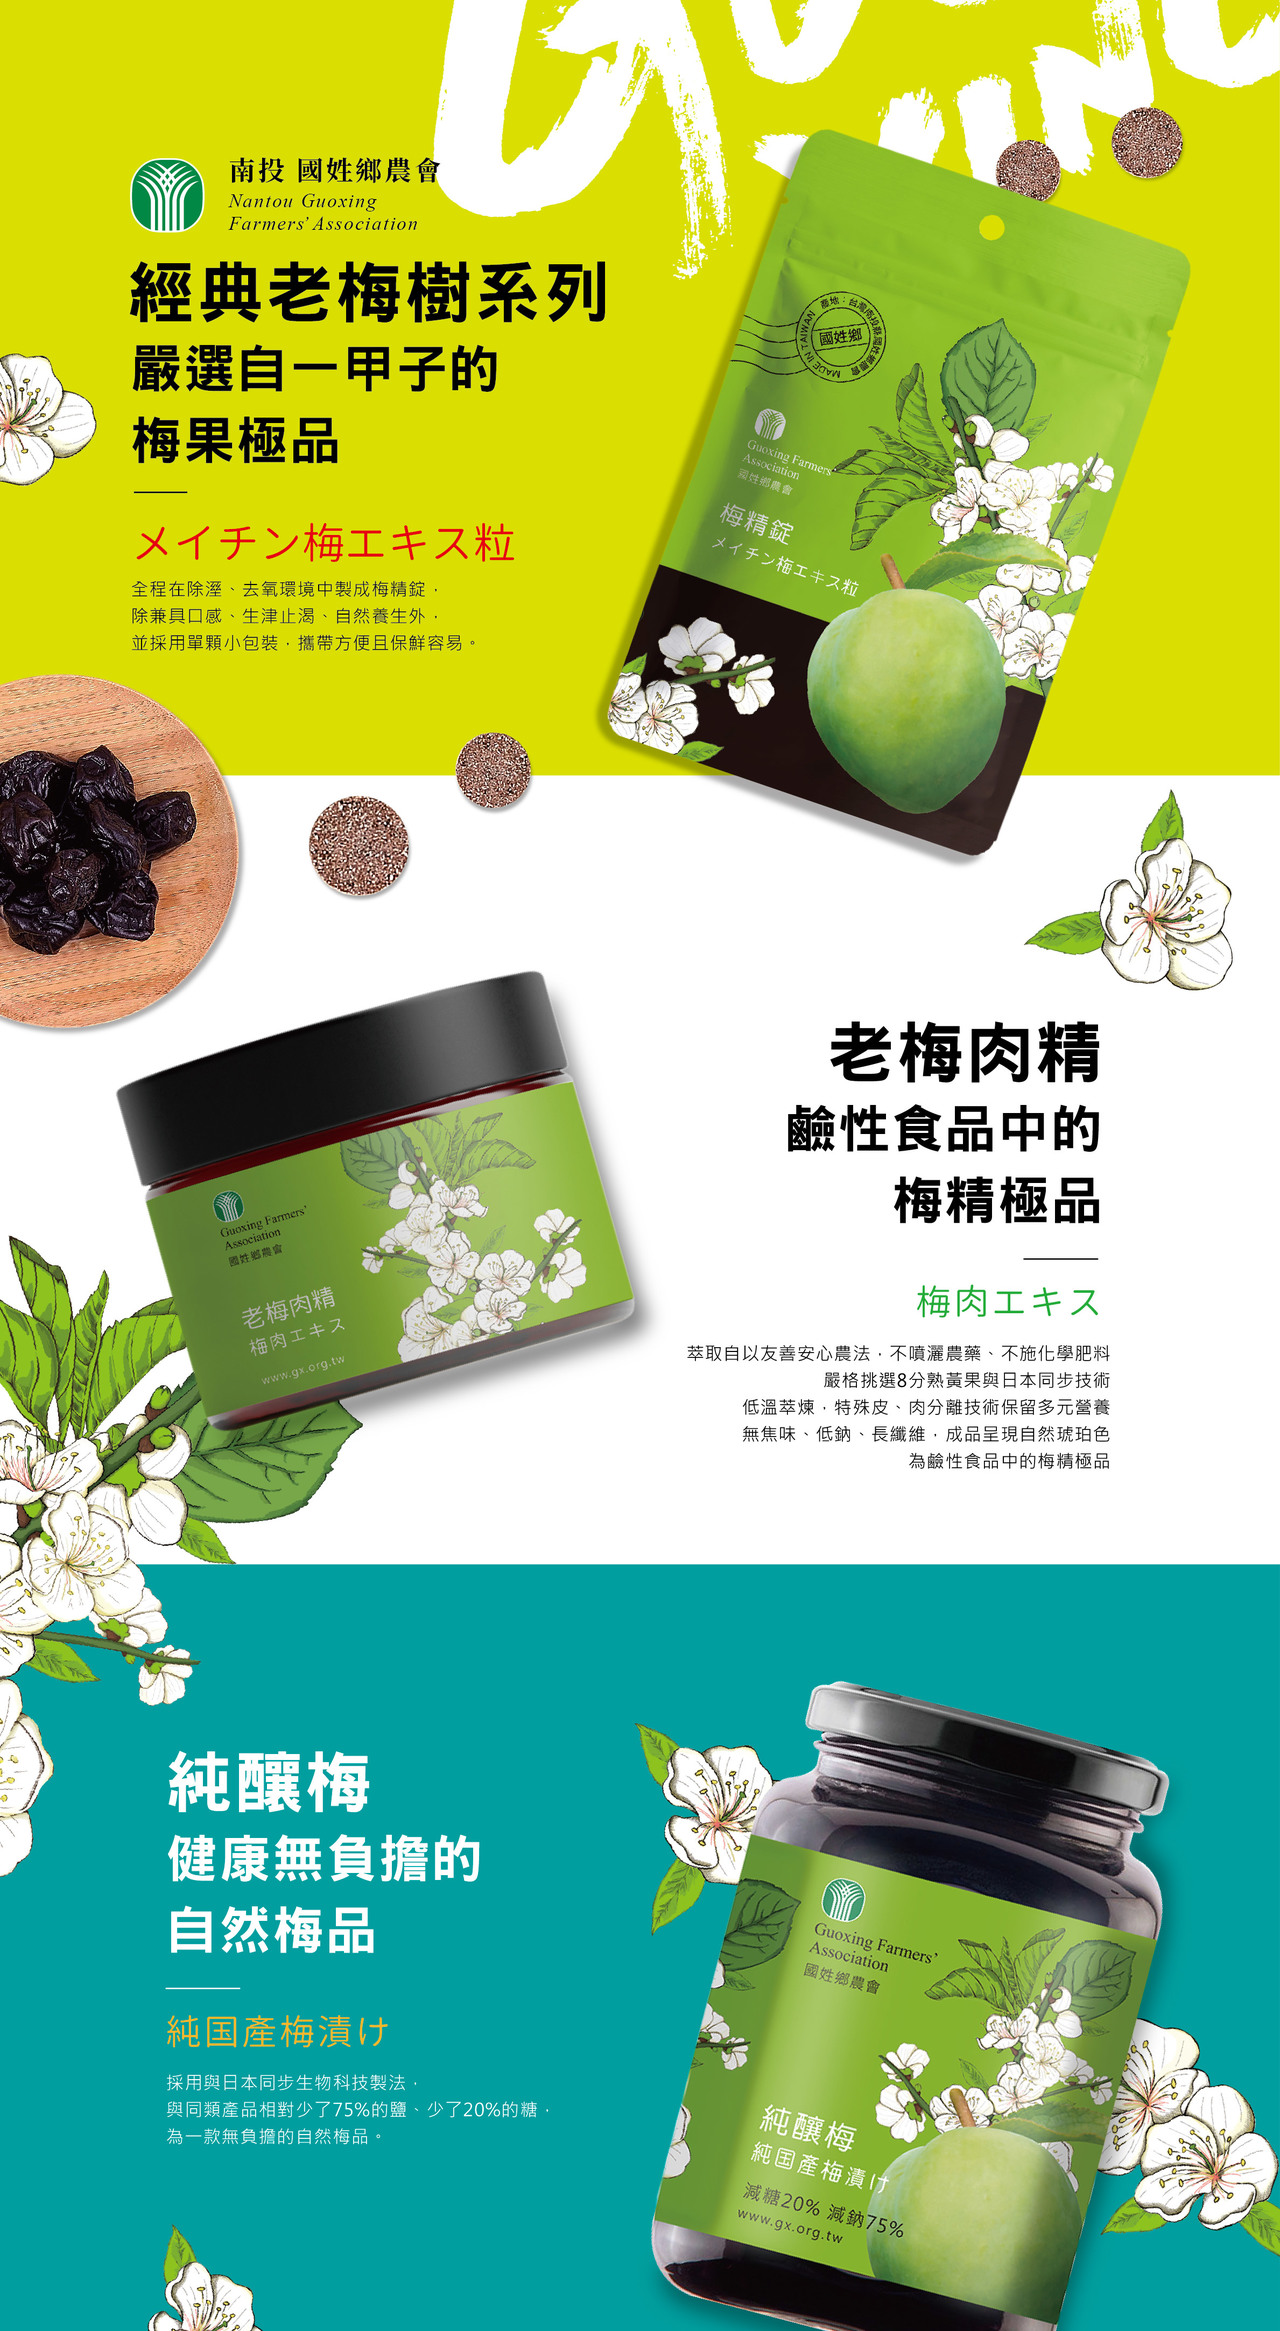 南投 國姓鄉農會
Nantou Guoxing
Farmers' Association
經典老梅樹系列
嚴選自一甲子的
梅果極品
メイチン梅エキス粒
全程在除溼、去氧環境中製成梅精錠，
除兼具口感、生津止渴、自然養生外，
並採用單顆小包裝，攜帶方便且保鮮容易。
國姓鄉
MADE IN TAIWAN
Guoxing Farmers'
Association
國姓鄉農會
梅精錠
メイチン梅エキス粒
老梅肉精
鹼性食品中的
梅精極品
梅肉エキス
萃取自以友善安心農法，不噴灑農藥、不施化學肥料
嚴格挑選8分熟黃果與日本同步技術
低溫萃煉，特殊皮、肉分離技術保留多元營養
無焦味、低鈉、長纖維，成品呈現自然琥珀色
為鹼性食品中的梅精極品
Guoxing Farmers'
Association
國姓鄉農會
老梅肉精
梅肉エキス
www.gx.org.tw
純釀梅
健康無負擔的
自然梅品
純国産梅漬け
採用與日本同步生物科技製法，
與同類產品相對少了75%的鹽、少了20%的糖，
為一款無負擔的自然梅品。
Guoxing Farmers'
Association
國姓鄉農會
純釀梅
純国産梅漬け
減糖20% 減鈉75%
www.gx.org.tw